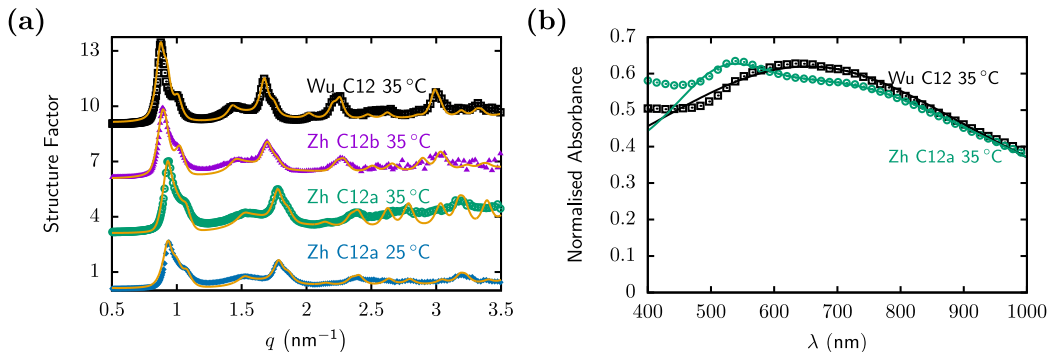 (a)
Structure Factor
13
10
7
4
1
Wu C12 35 °C
Zh C12b 35 °C
Zh C12a 35 °C
Zh C12a 25 °C
0.5 1 1.5 2 2.5 3 3.5
q (nm⁻¹)
(b)
Normalised Absorbance
0.7
0.6
0.5
0.4
0.3
0.2
0.1
0
Wu C12 35 °C
Zh C12a 35 °C
400 500 600 700 800 900 1000
λ (nm)